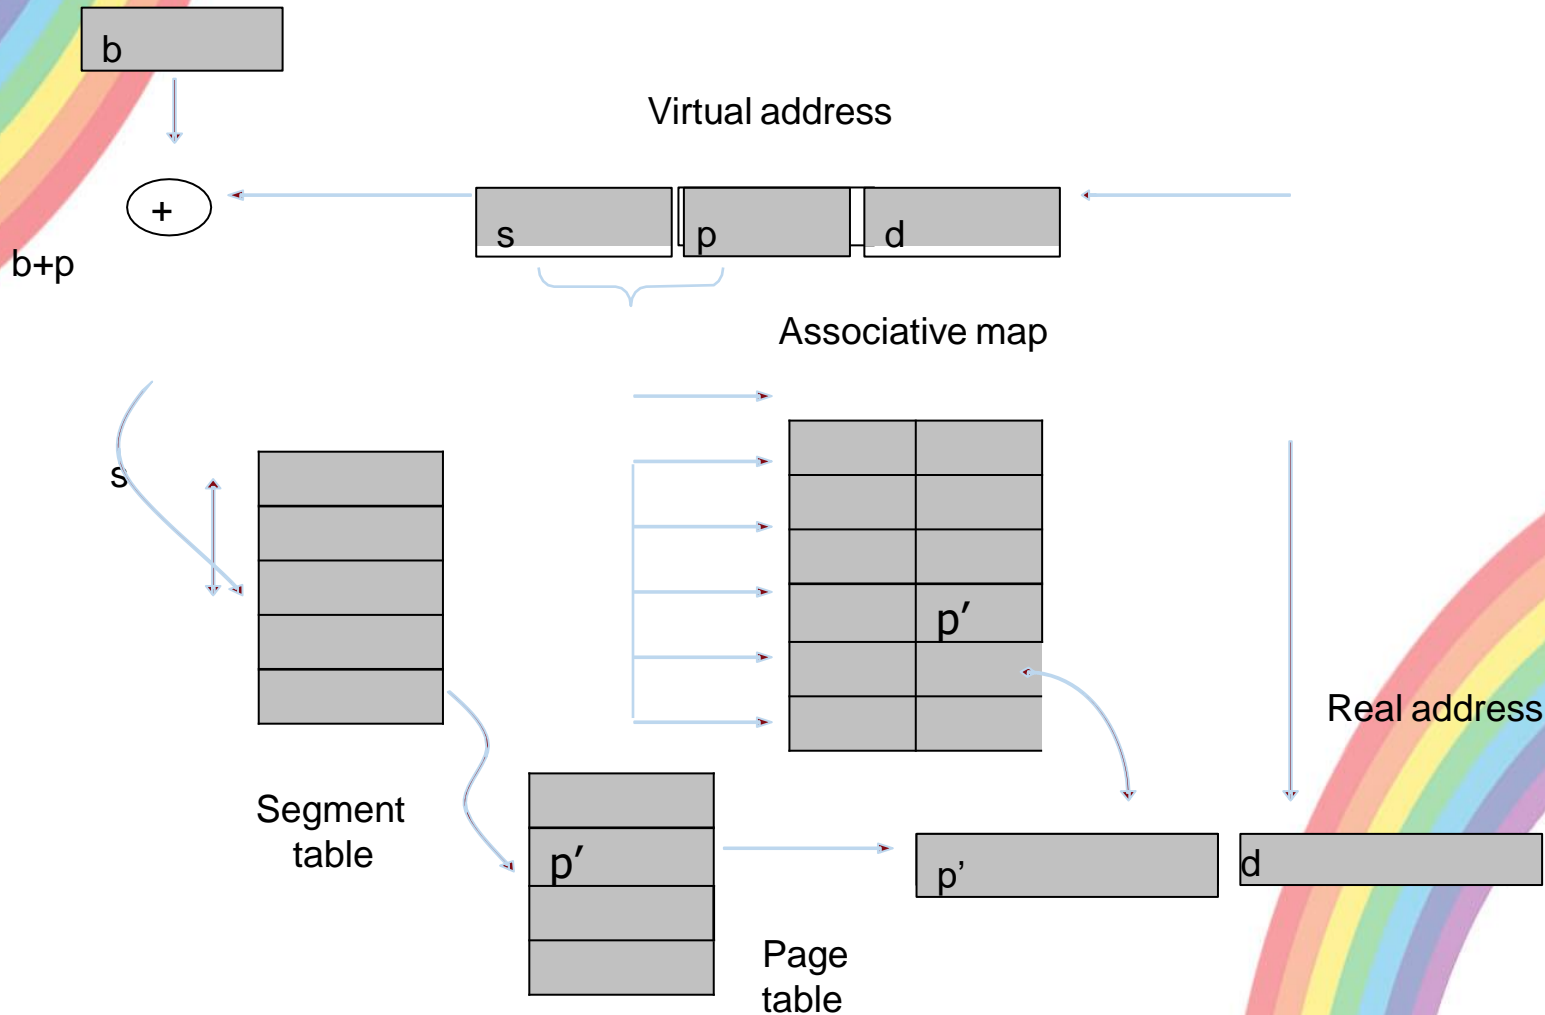 b
Virtual address
+
s
p
d
b+p
Associative map
s
p′
Real address
Segment
table
p′
p’
d
Page
table